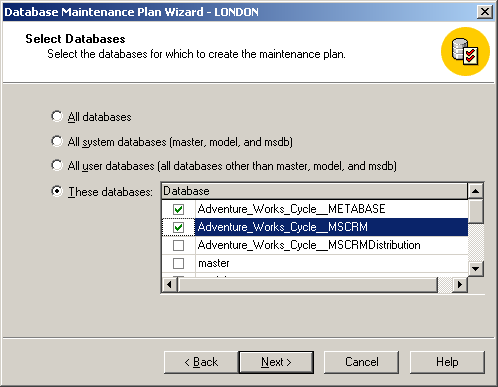 Database Maintenance Plan Wizard - LONDON
Select Databases
Select the databases for which to create the maintenance plan.
All databases
All system databases (master, model, and msdb)
All user databases (all databases other than master, model, and msdb)
These databases:
Database
Adventure_Works_Cycle__METABASE
Adventure_Works_Cycle__MSCRM
Adventure_Works_Cycle__MSCRMDistribution
master
< Back
Next >
Cancel
Help